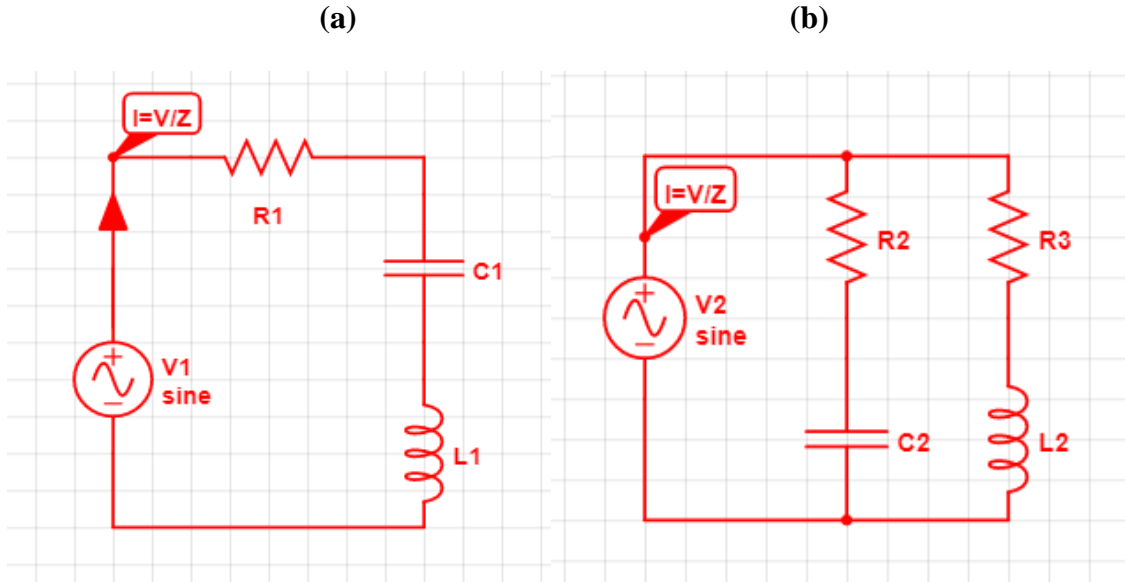 (a)
(b)
I=V/Z
R1
C1
V1
sine
L1
I=V/Z
R2
R3
V2
sine
C2
L2